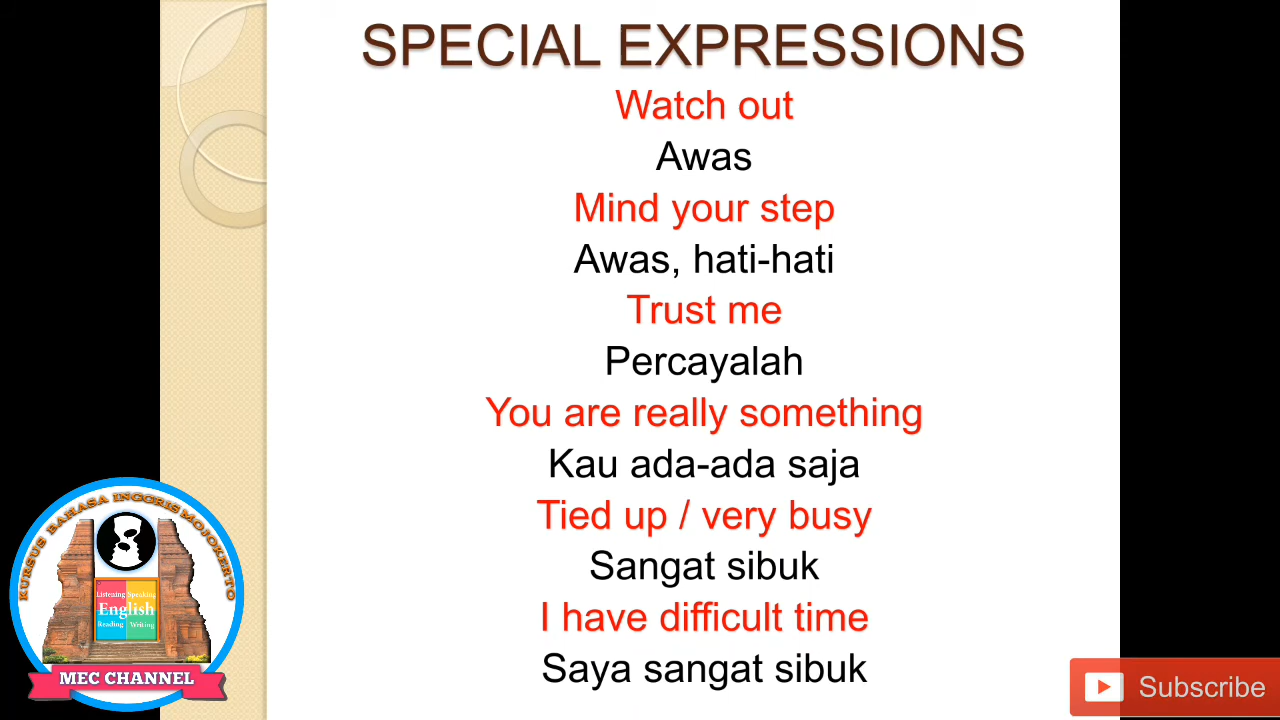 SPECIAL EXPRESSIONS
Watch out
Awas
Mind your step
Awas, hati-hati
Trust me
Percayalah
You are really something
Kau ada-ada saja
Tied up / very busy
Sangat sibuk
I have difficult time
Saya sangat sibuk
KURSUS BAHASA INGGRIS MOJOKERTO
Listening Speaking
English
Reading Writing
MEC CHANNEL
Subscribe